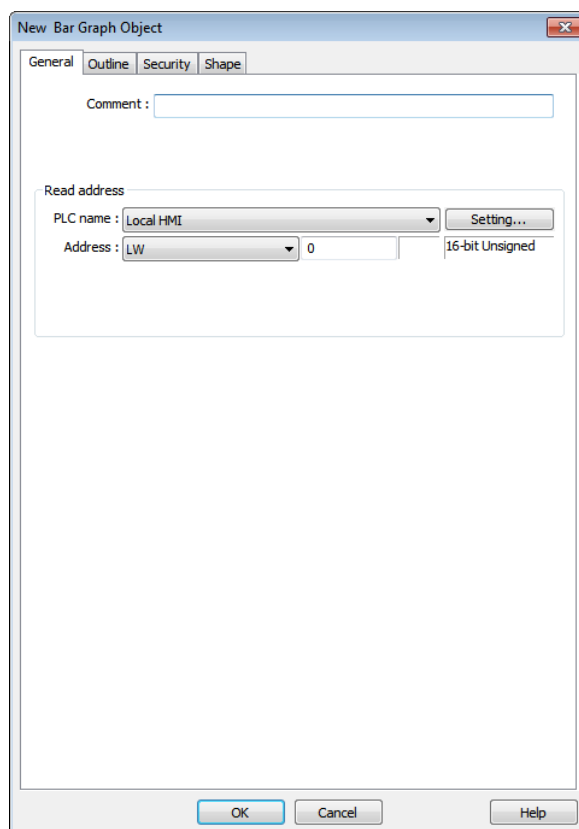 New Bar Graph Object
General Outline Security Shape
Comment :
Read address
PLC name : Local HMI Setting...
Address : LW 0 16-bit Unsigned
OK Cancel Help